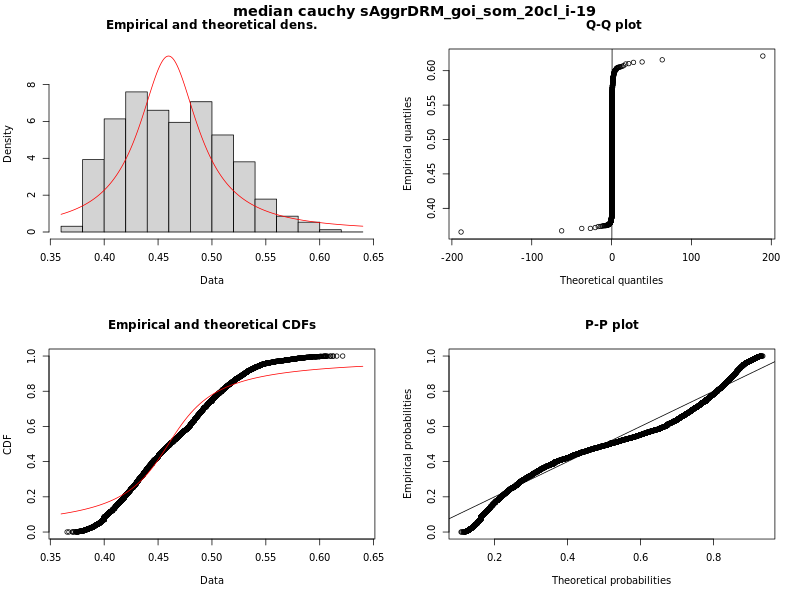 median cauchy sAggrDRM_goi_som_20cl_i-19
Empirical and theoretical dens.
Density
0 2 4 6 8
0.35 0.40 0.45 0.50 0.55 0.60 0.65
Data
Q-Q plot
Empirical quantiles
0.40 0.45 0.50 0.55 0.60
-200 -100 0 100 200
Theoretical quantiles
Empirical and theoretical CDFs
CDF
0.0 0.2 0.4 0.6 0.8 1.0
0.35 0.40 0.45 0.50 0.55 0.60 0.65
Data
P-P plot
Empirical probabilities
0.0 0.2 0.4 0.6 0.8 1.0
0.2 0.4 0.6 0.8
Theoretical probabilities